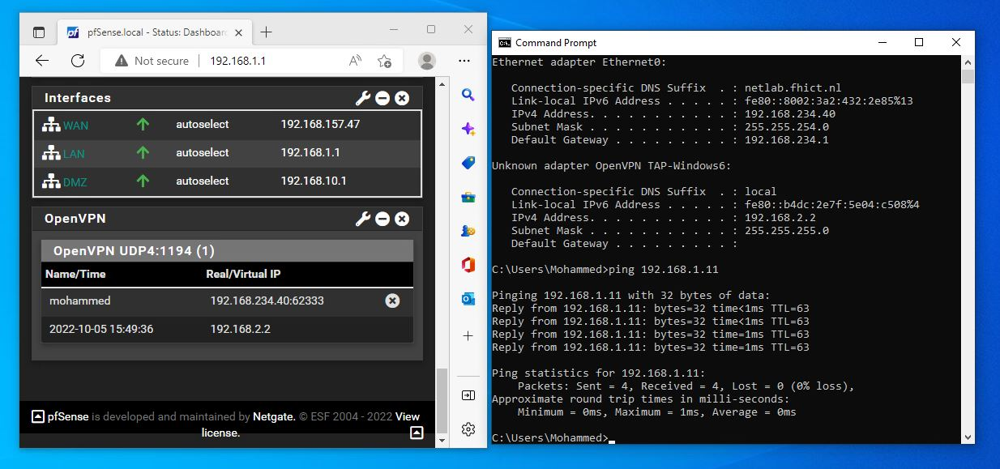 pfSense.local - Status: Dashboar
Not secure
192.168.1.1
Interfaces
WAN autoselect 192.168.157.47
LAN autoselect 192.168.1.1
DMZ autoselect 192.168.10.1
OpenVPN
OpenVPN UDP4:1194 (1)
Name/Time Real/Virtual IP
mohammed 192.168.234.40:62333
2022-10-05 15:49:36 192.168.2.2
pfSense is developed and maintained by Netgate. © ESF 2004 - 2022 View
license.
Command Prompt
Ethernet adapter Ethernet0:
Connection-specific DNS Suffix . : netlab.fhict.nl
Link-local IPv6 Address . . . . . : fe80::8002:3a2:432:2e85%13
IPv4 Address. . . . . . . . . . . : 192.168.234.40
Subnet Mask . . . . . . . . . . . : 255.255.254.0
Default Gateway . . . . . . . . . : 192.168.234.1
Unknown adapter OpenVPN TAP-Windows6:
Connection-specific DNS Suffix . : local
Link-local IPv6 Address . . . . . : fe80::b4dc:2e7f:5e04:c508%4
IPv4 Address. . . . . . . . . . . : 192.168.2.2
Subnet Mask . . . . . . . . . . . : 255.255.255.0
Default Gateway . . . . . . . . . :
C:\Users\Mohammed>ping 192.168.1.11
Pinging 192.168.1.11 with 32 bytes of data:
Reply from 192.168.1.11: bytes=32 time<1ms TTL=63
Reply from 192.168.1.11: bytes=32 time<1ms TTL=63
Reply from 192.168.1.11: bytes=32 time=1ms TTL=63
Reply from 192.168.1.11: bytes=32 time=1ms TTL=63
Ping statistics for 192.168.1.11:
Packets: Sent = 4, Received = 4, Lost = 0 (0% loss),
Approximate round trip times in milli-seconds:
Minimum = 0ms, Maximum = 1ms, Average = 0ms
C:\Users\Mohammed>